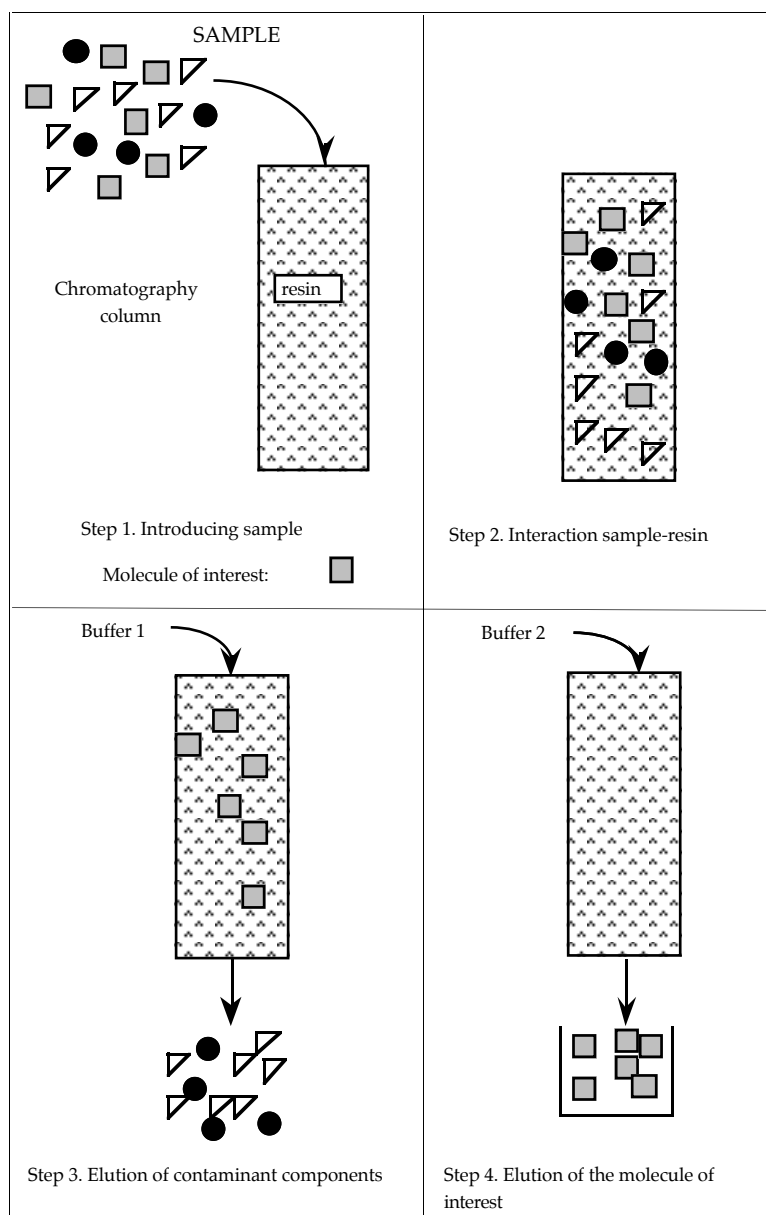 SAMPLE
Chromatography
column
resin
Step 1. Introducing sample
Molecule of interest:
Step 2. Interaction sample-resin
Buffer 1
Step 3. Elution of contaminant components
Buffer 2
Step 4. Elution of the molecule of
interest